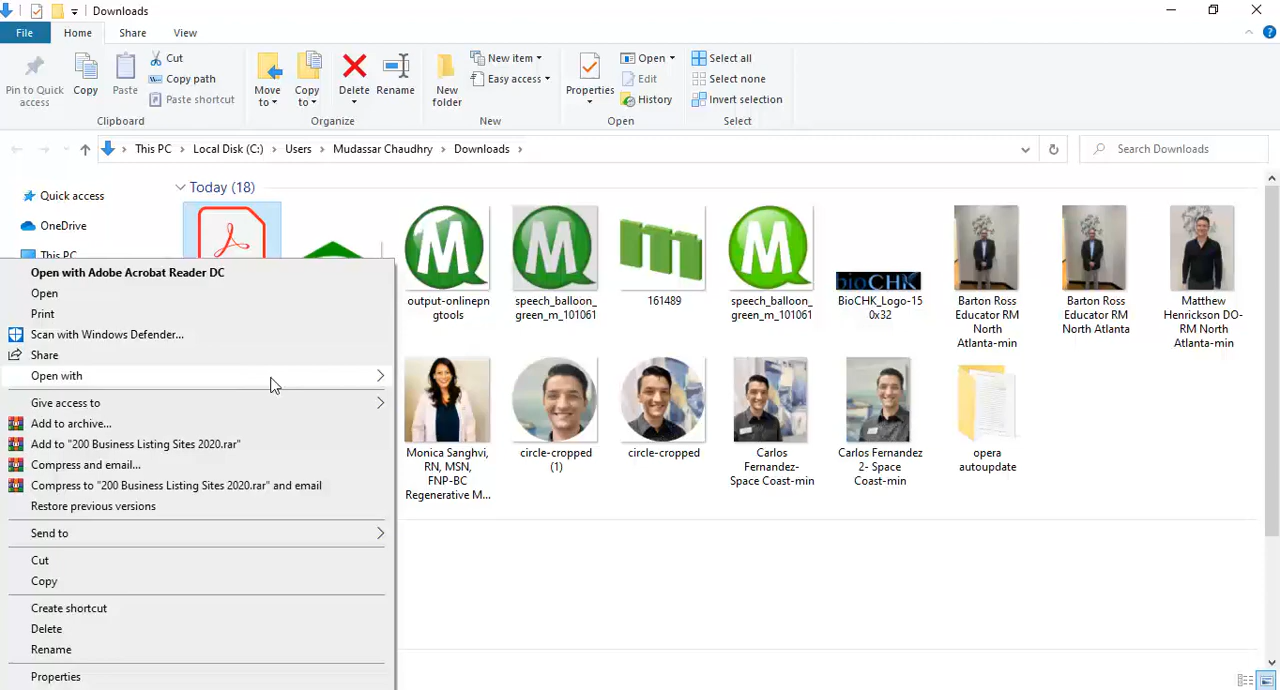 Downloads
File Home Share View
Pin to Quick access
Copy
Paste
Cut
Copy path
Paste shortcut
Move to
Copy to
Delete
Rename
New folder
New item
Easy access
Properties
Open
Edit
History
Select all
Select none
Invert selection
Clipboard Organize New Open Select
This PC Local Disk (C:) Users Mudassar Chaudhry Downloads
Search Downloads
Quick access
OneDrive
This PC
Today (18)
output-onlinepn
gtools
speech_balloon_
green_m_101061
161489
speech_balloon_
green_m_101061
bioCHK
BioCHK_Logo-15
0x32
Barton Ross
Educator RM
North
Atlanta-min
Barton Ross
Educator RM
North Atlanta
Matthew
Henrickson DO-
RM North
Atlanta-min
Monica Sanghvi,
RN, MSN,
FNP-BC
Regenerative M...
circle-cropped
(1)
circle-cropped
Carlos
Fernandez-
Space Coast-min
Carlos Fernandez
2- Space
Coast-min
opera
autoupdate
Open with Adobe Acrobat Reader DC
Open
Print
Scan with Windows Defender...
Share
Open with
Give access to
Add to archive...
Add to "200 Business Listing Sites 2020.rar"
Compress and email...
Compress to "200 Business Listing Sites 2020.rar" and email
Restore previous versions
Send to
Cut
Copy
Create shortcut
Delete
Rename
Properties